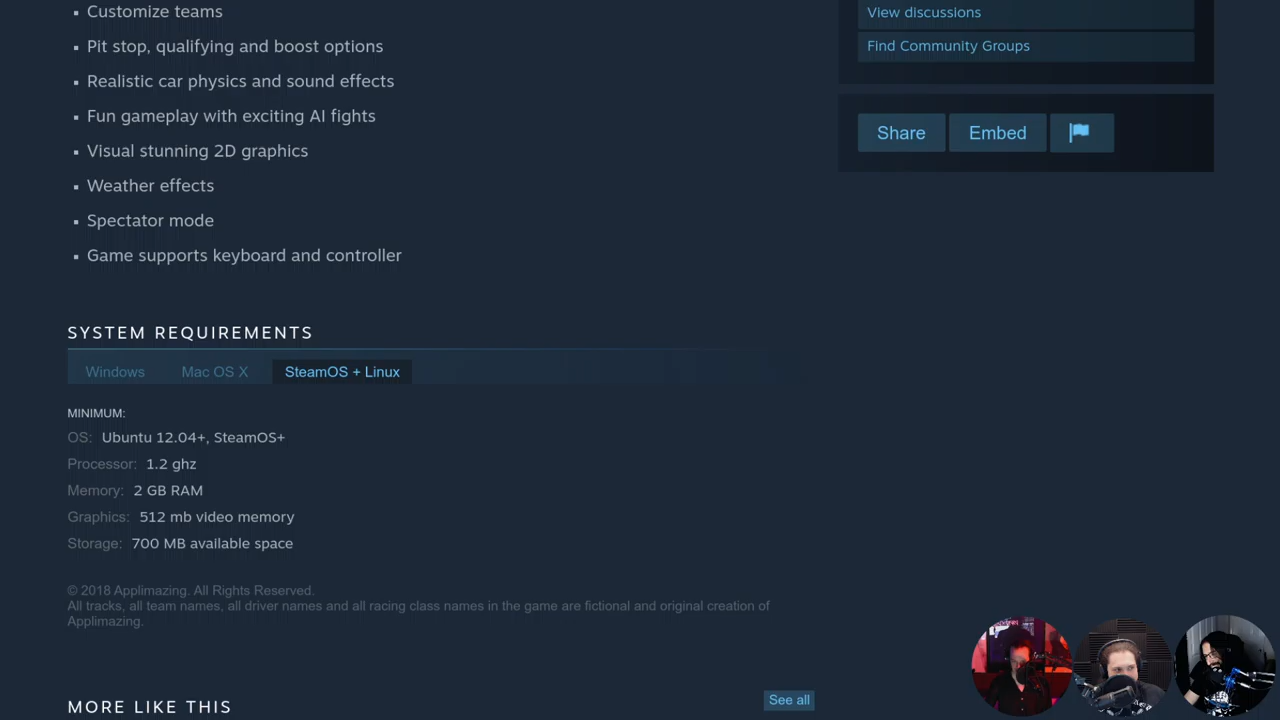 Customize teams
Pit stop, qualifying and boost options
Realistic car physics and sound effects
Fun gameplay with exciting AI fights
Visual stunning 2D graphics
Weather effects
Spectator mode
Game supports keyboard and controller
View discussions
Find Community Groups
Share Embed
SYSTEM REQUIREMENTS
Windows Mac OS X SteamOS + Linux
MINIMUM:
OS: Ubuntu 12.04+, SteamOS+
Processor: 1.2 ghz
Memory: 2 GB RAM
Graphics: 512 mb video memory
Storage: 700 MB available space
© 2018 Applimazing. All Rights Reserved.
All tracks, all team names, all driver names and all racing class names in the game are fictional and original creation of
Applimazing.
MORE LIKE THIS See all